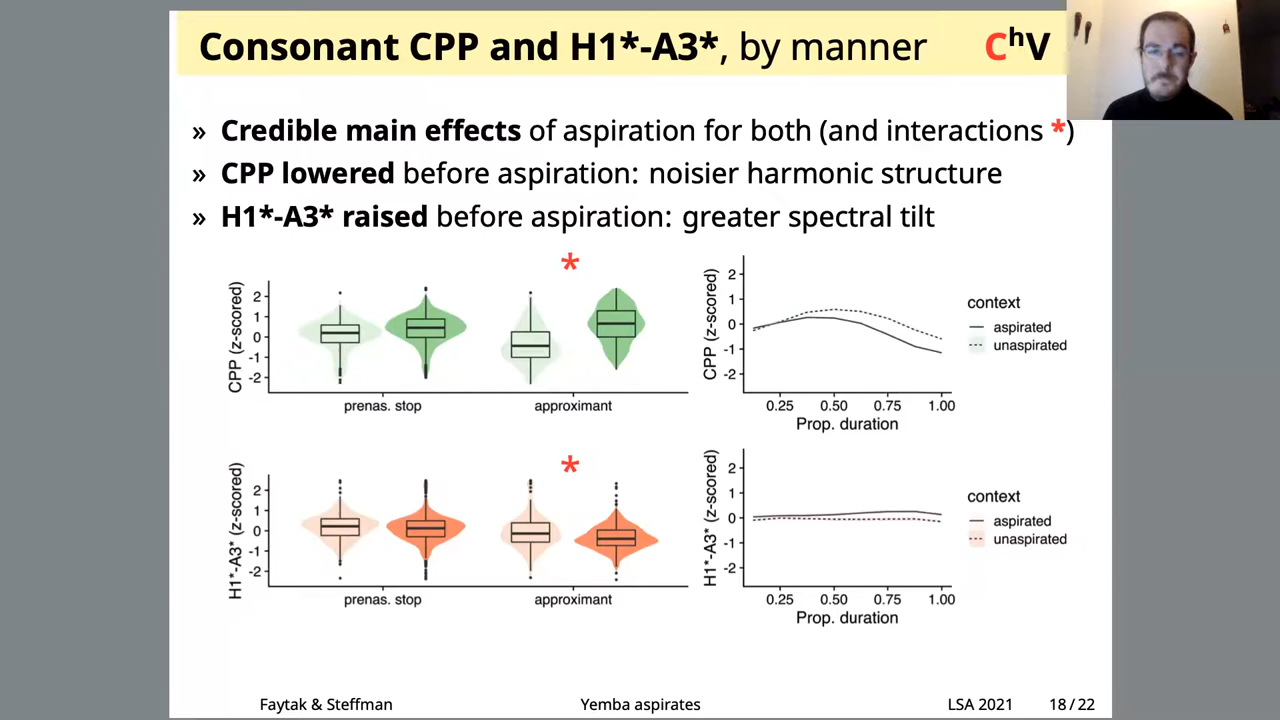 Consonant CPP and H1*-A3*, by manner CʰV
» Credible main effects of aspiration for both (and interactions *)
» CPP lowered before aspiration: noisier harmonic structure
» H1*-A3* raised before aspiration: greater spectral tilt
*
CPP (z-scored)
2
1
0
-1
-2
prenas. stop approximant
CPP (z-scored)
2
1
0
-1
-2
0.25 0.50 0.75 1.00
Prop. duration
context
aspirated
unaspirated
*
H1*-A3* (z-scored)
2
1
0
-1
-2
prenas. stop approximant
H1*-A3* (z-scored)
2
1
0
-1
-2
0.25 0.50 0.75 1.00
Prop. duration
context
aspirated
unaspirated
Faytak & Steffman Yemba aspirates LSA 2021 18 / 22